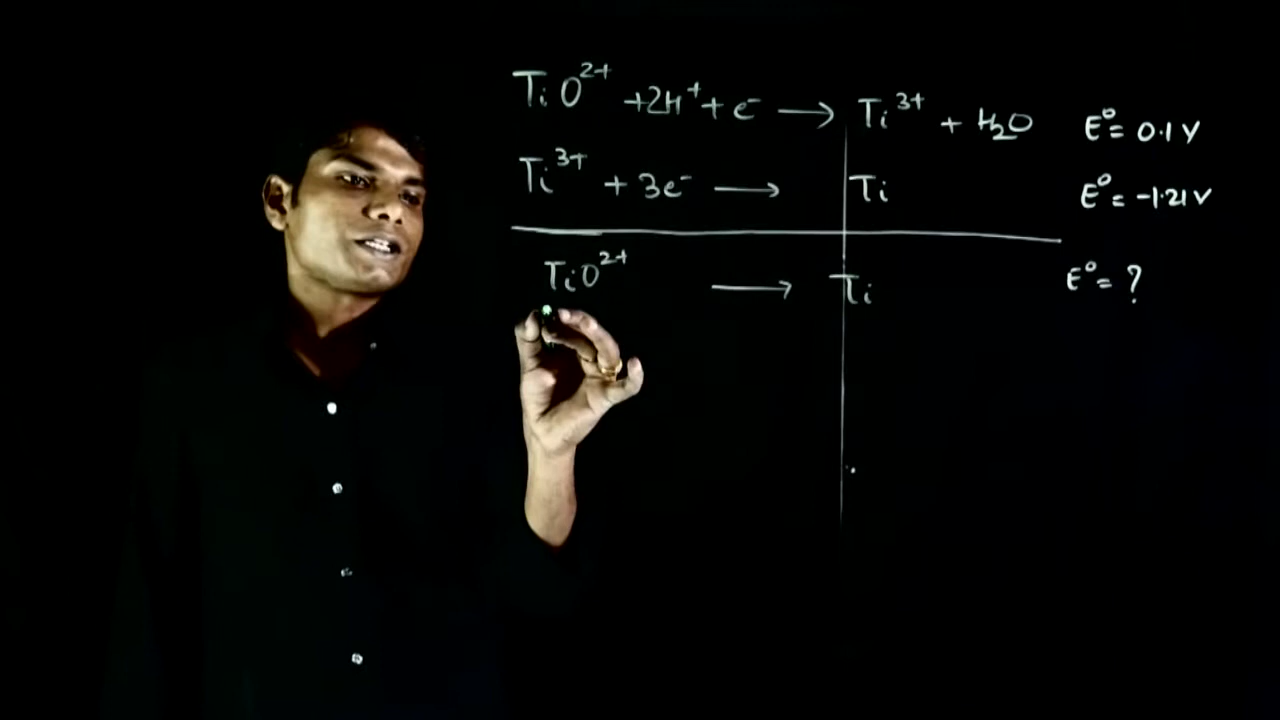 TiO²⁺ + 2H⁺ + e⁻ ⟶ Ti³⁺ + H₂O E° = 0.1 V
Ti³⁺ + 3e⁻ ⟶ Ti E° = -1.21 V
TiO²⁺ ⟶ Ti E° = ?